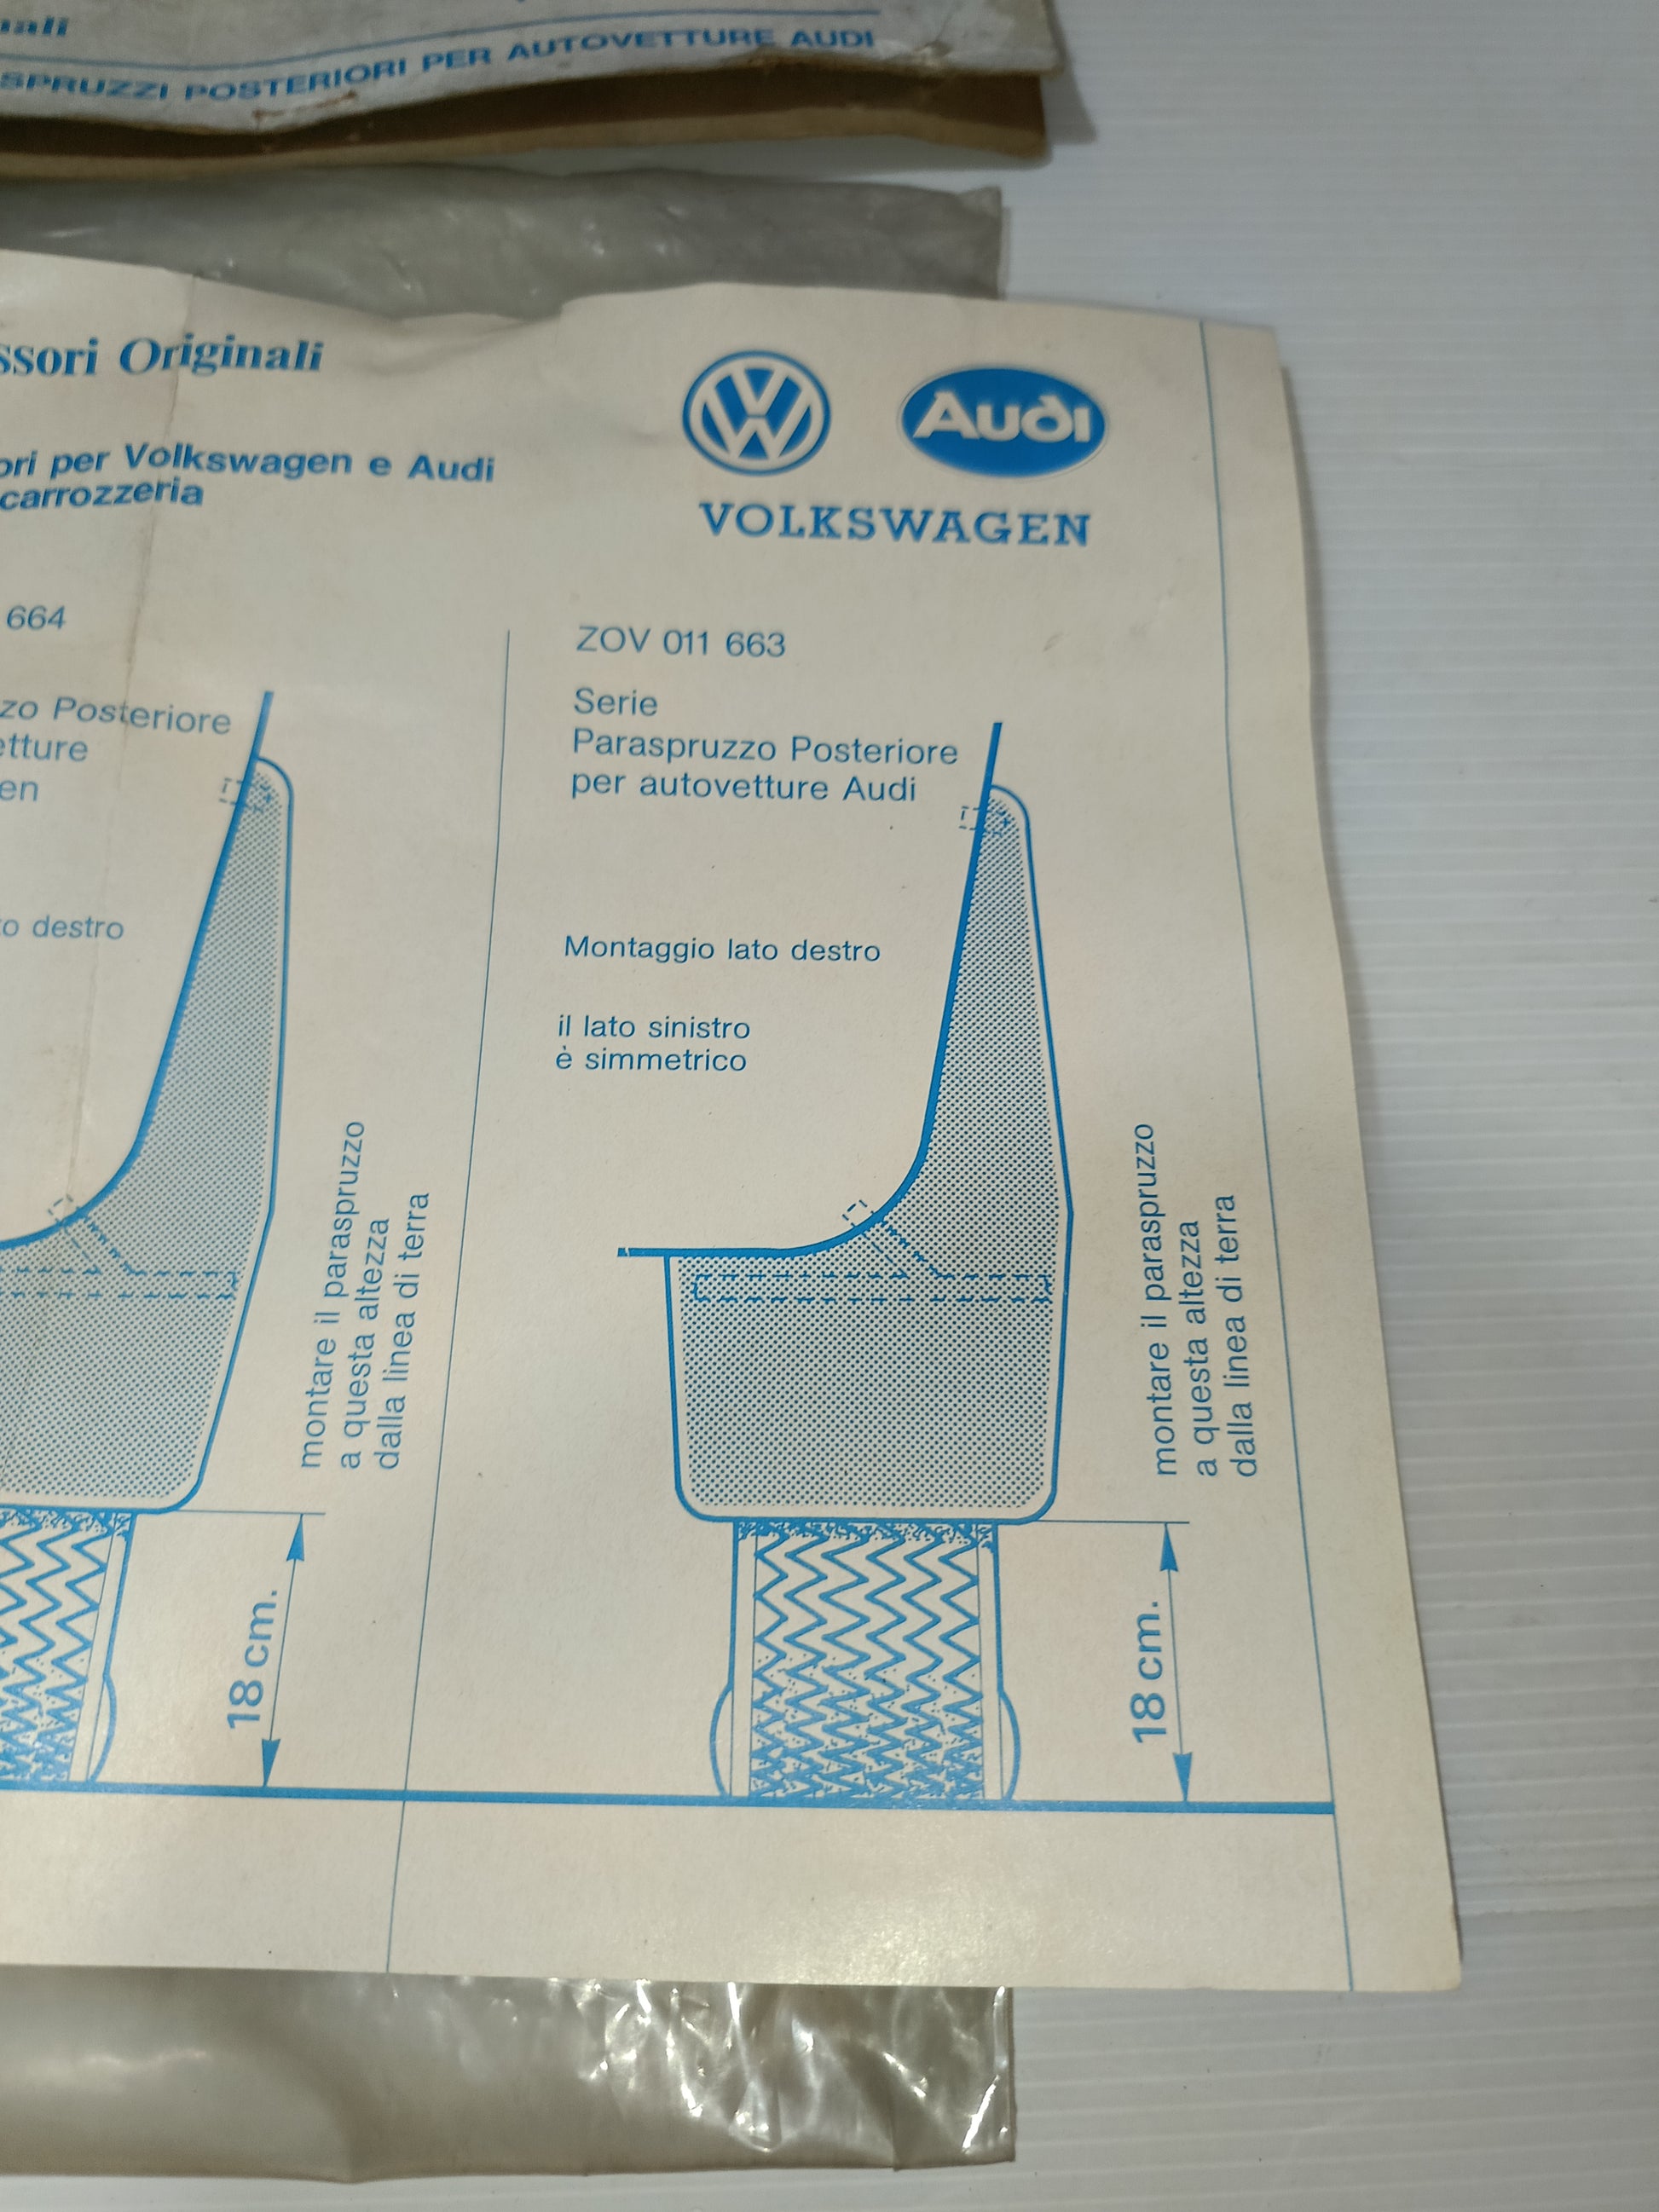 nali
SPRUZZI POSTERIORI PER AUTOVETTURE AUDI
ssori Originali
ori per Volkswagen e Audi
carrozzeria
Audi
VOLKSWAGEN
664
zo Posteriore
etture
en
o destro
montare il paraspruzzo
a questa altezza
dalla linea di terra
18 cm.
ZOV 011 663
Serie
Paraspruzzo Posteriore
per autovetture Audi
Montaggio lato destro
il lato sinistro
è simmetrico
montare il paraspruzzo
a questa altezza
dalla linea di terra
18 cm.